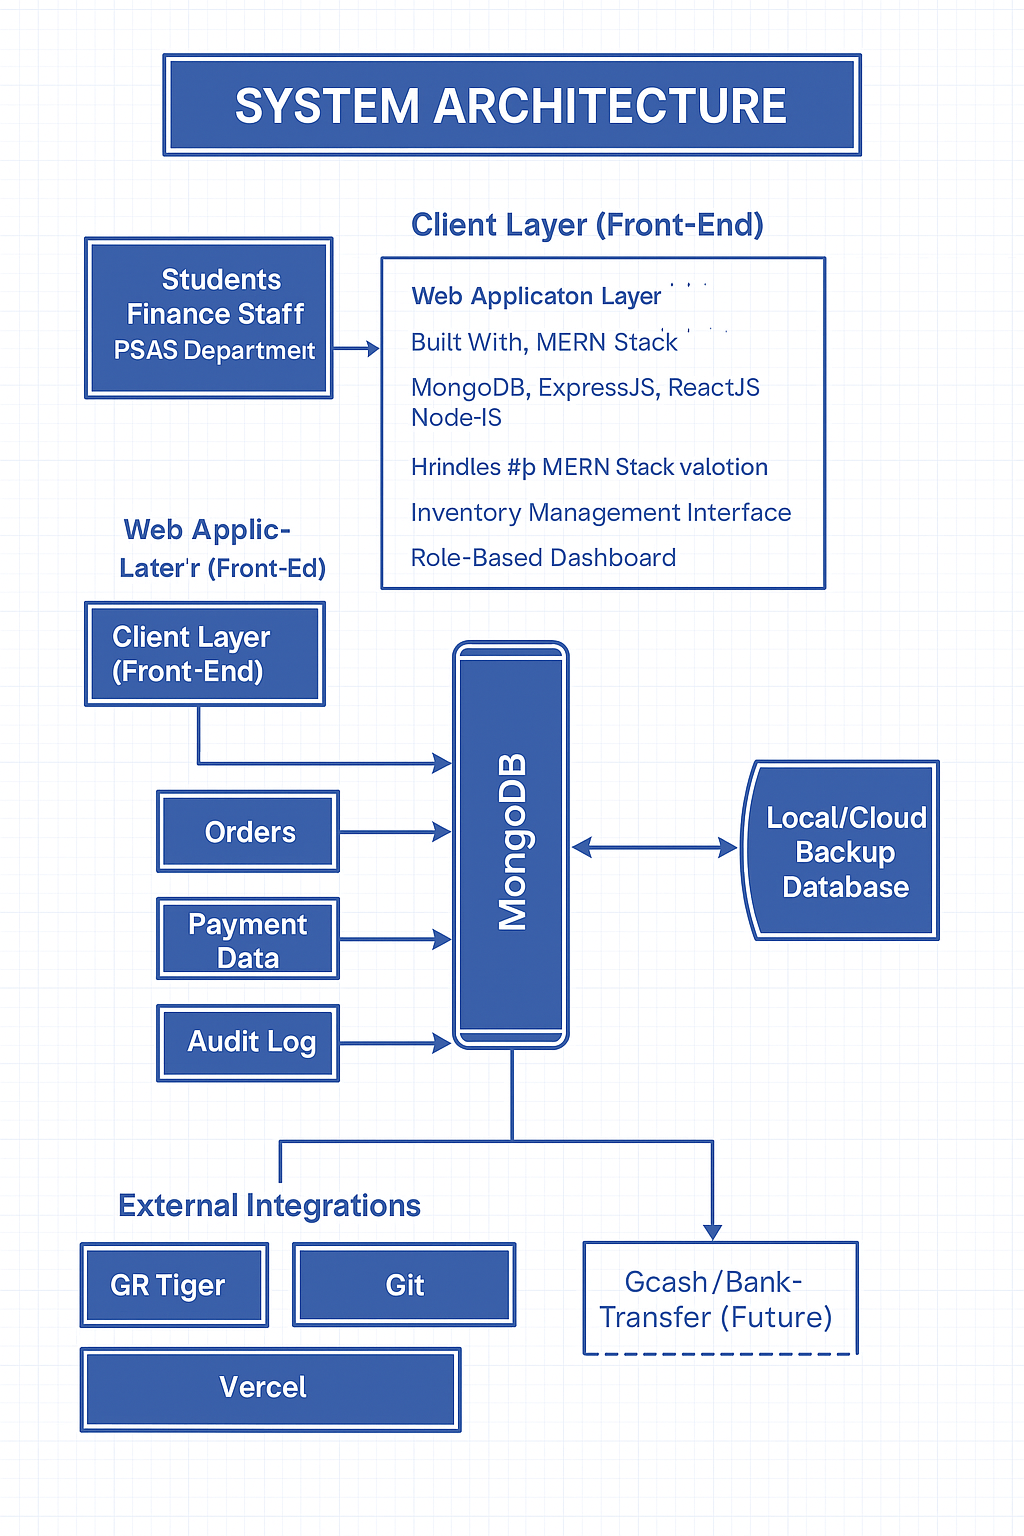 SYSTEM ARCHITECTURE
Client Layer (Front-End)
Students
Finance Staff
PSAS Departmeıt
Web Applicaton Layer
Built With, MERN Stack
MongoDB, ExpressJS, ReactJS
Node-IS
Hrindles #þ MERN Stack valotion
Inventory Management Interface
Role-Based Dashboard
Web Applic-
Later'r (Front-Ed)
Client Layer
(Front-End)
MongoDB
Orders
Payment
Data
Audit Log
Local/Cloud
Backup
Database
External Integrations
GR Tiger
Git
Vercel
Gcash/Bank-
Transfer (Future)